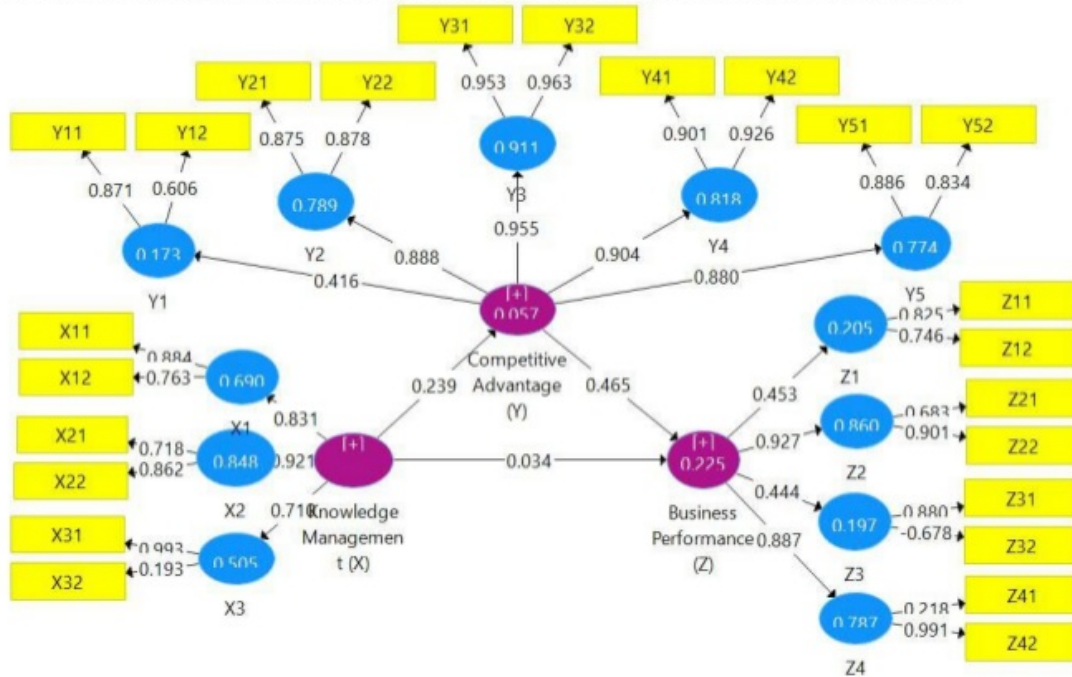 Y31 Y32
Y21 Y22
Y41 Y42
Y11 Y12
Y51 Y52
0.953 0.963
0.875 0.878
0.901 0.926
0.871 0.606
0.886 0.834
0.911
Y3
0.789
Y2
0.818
Y4
0.173
Y1
0.774
Y5
0.955
0.888
0.904
0.416
0.880
[+]
0.057
Competitive
Advantage
(Y)
X11
X12
0.884
0.763
0.690
X1
0.831
0.239
0.465
X21
X22
0.718
0.862
0.848
X2
0.921
[+]
Knowledge
Managemen
t (X)
0.034
[+]
0.225
Business
Performance
(Z)
X31
X32
0.993
0.193
0.505
X3
0.710
0.453
0.205
Z1
0.825
0.746
Z11
Z12
0.927
0.860
Z2
0.683
0.901
Z21
Z22
0.444
0.197
Z3
0.880
-0.678
Z31
Z32
0.887
0.787
Z4
0.218
0.991
Z41
Z42